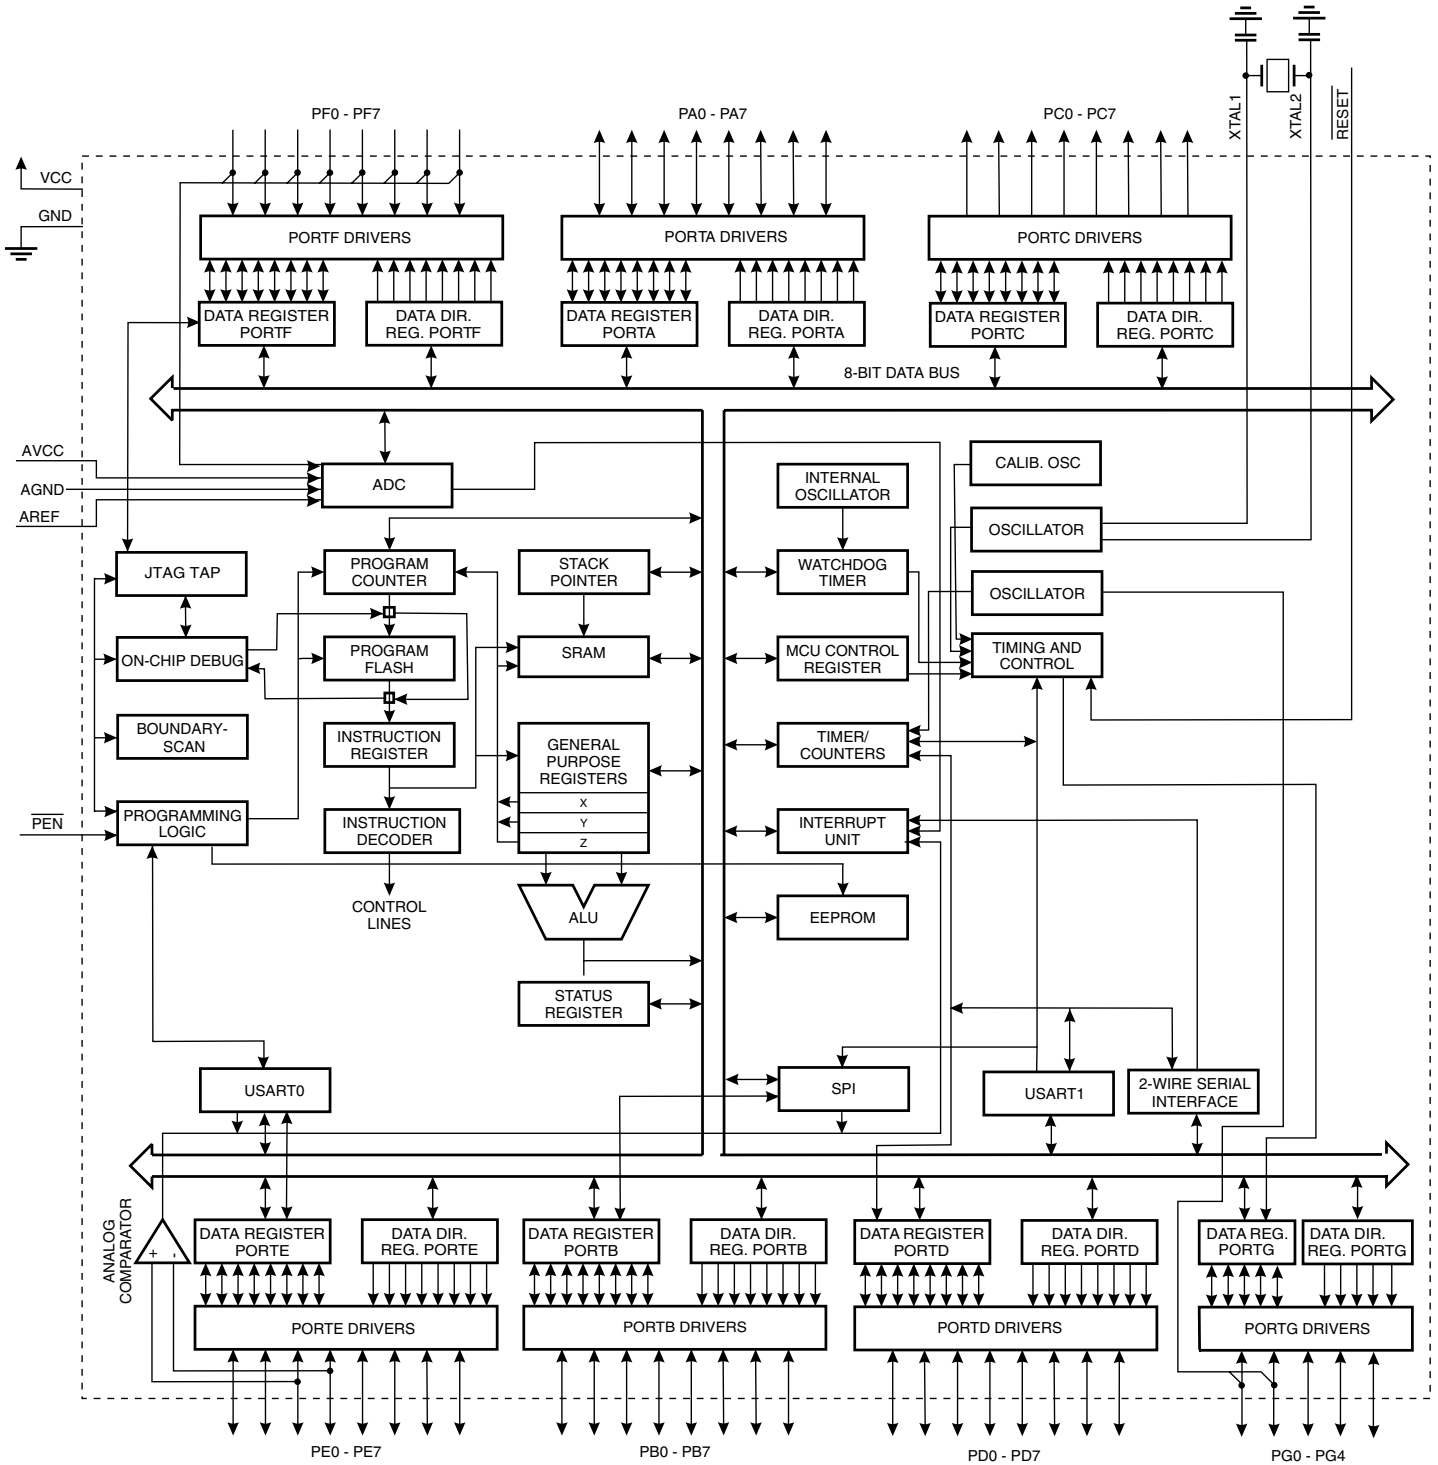 XTAL1
XTAL2
RESET
PF0 - PF7
PA0 - PA7
PC0 - PC7
VCC
GND
PORTF DRIVERS
PORTA DRIVERS
PORTC DRIVERS
DATA REGISTER
PORTF
DATA DIR.
REG. PORTF
DATA REGISTER
PORTA
DATA DIR.
REG. PORTA
DATA REGISTER
PORTC
DATA DIR.
REG. PORTC
8-BIT DATA BUS
AVCC
AGND
AREF
ADC
INTERNAL
OSCILLATOR
CALIB. OSC
OSCILLATOR
JTAG TAP
PROGRAM
COUNTER
STACK
POINTER
WATCHDOG
TIMER
OSCILLATOR
ON-CHIP DEBUG
PROGRAM
FLASH
SRAM
MCU CONTROL
REGISTER
TIMING AND
CONTROL
BOUNDARY-
SCAN
INSTRUCTION
REGISTER
GENERAL
PURPOSE
REGISTERS
X
Y
Z
TIMER/
COUNTERS
PEN
PROGRAMMING
LOGIC
INSTRUCTION
DECODER
INTERRUPT
UNIT
CONTROL
LINES
ALU
EEPROM
STATUS
REGISTER
USART0
SPI
USART1
2-WIRE SERIAL
INTERFACE
ANALOG
COMPARATOR
+
-
DATA REGISTER
PORTE
DATA DIR.
REG. PORTE
DATA REGISTER
PORTB
DATA DIR.
REG. PORTB
DATA REGISTER
PORTD
DATA DIR.
REG. PORTD
DATA REG.
PORTG
DATA DIR.
REG. PORTG
PORTE DRIVERS
PORTB DRIVERS
PORTD DRIVERS
PORTG DRIVERS
PE0 - PE7
PB0 - PB7
PD0 - PD7
PG0 - PG4